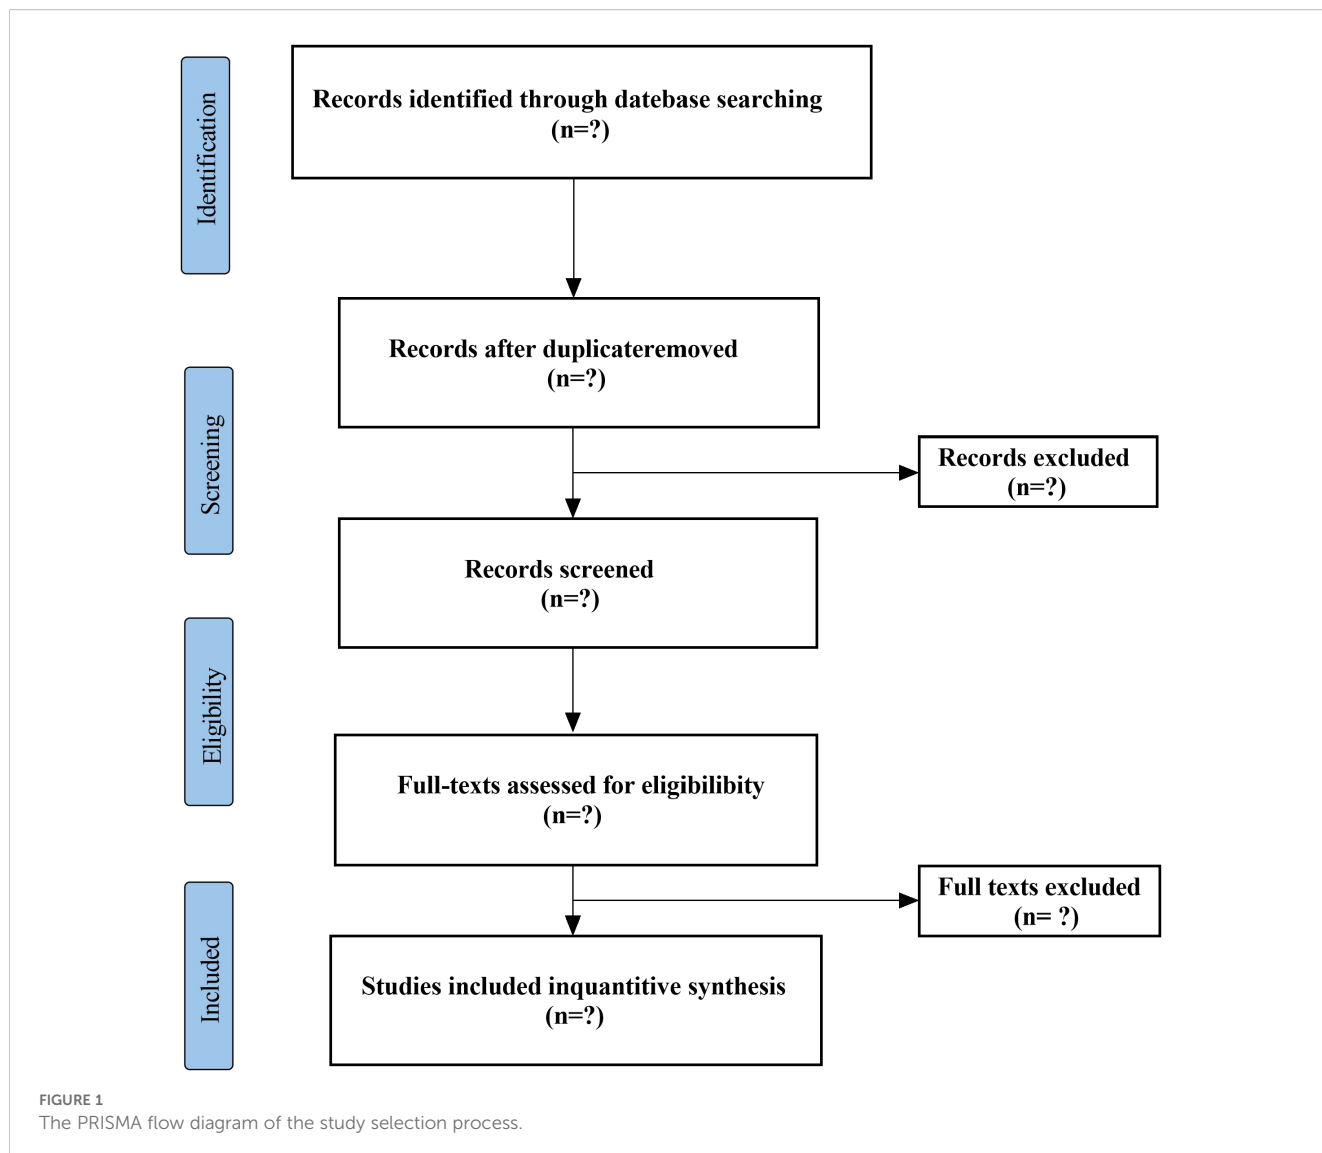 Identification
Records identified through datebase searching
(n=?)
Records after duplicateremoved
(n=?)
Screening
Records excluded
(n=?)
Records screened
(n=?)
Eligibility
Full-texts assessed for eligibilibity
(n=?)
Full texts excluded
(n= ?)
Included
Studies included inquantitive synthesis
(n=?)
FIGURE 1
The PRISMA flow diagram of the study selection process.